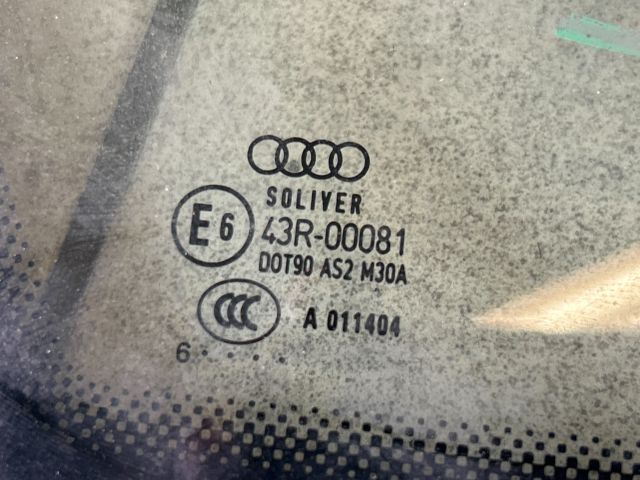 SOLIVER
E6 43R-00081
DOT90 AS2 M30A
CCC A 011404
6.....